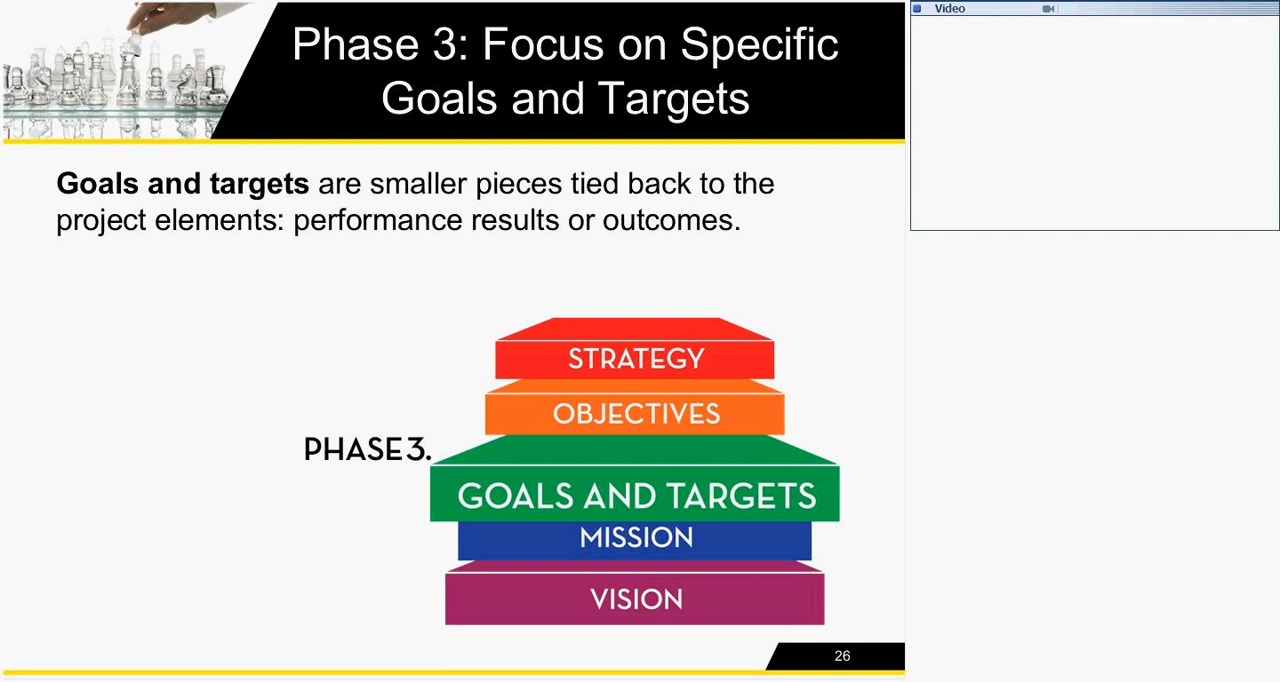 Phase 3: Focus on Specific
Goals and Targets
Goals and targets are smaller pieces tied back to the
project elements: performance results or outcomes.
STRATEGY
OBJECTIVES
PHASE 3.
GOALS AND TARGETS
MISSION
VISION
26
Video